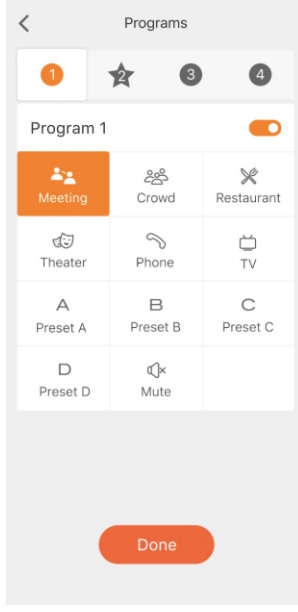 Programs
1 2 3 4
Program 1
Meeting Crowd Restaurant
Theater Phone TV
A B C
Preset A Preset B Preset C
D
Preset D Mute
Done